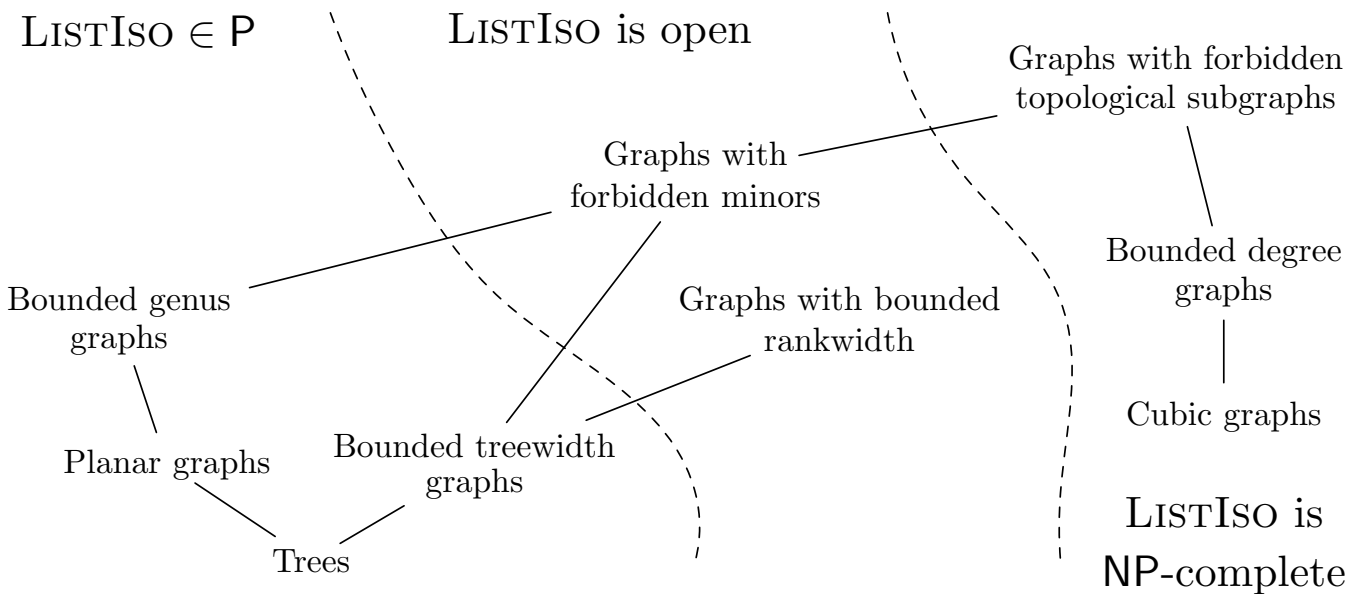 LISTISO ∈ P
LISTISO is open
Graphs with forbidden
topological subgraphs
Graphs with
forbidden minors
Bounded degree
graphs
Bounded genus
graphs
Graphs with bounded
rankwidth
Cubic graphs
Planar graphs
Bounded treewidth
graphs
Trees
LISTISO is
NP-complete